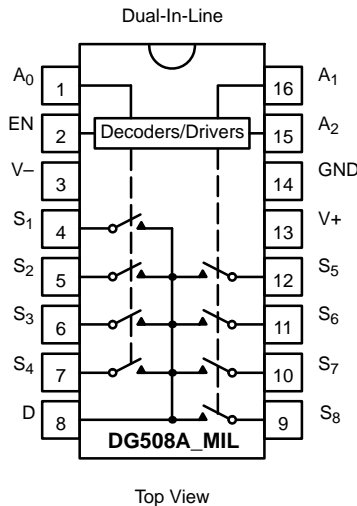 Dual-In-Line
A0 1 16 A1
EN 2 Decoders/Drivers 15 A2
V– 3 14 GND
S1 4 13 V+
S2 5 12 S5
S3 6 11 S6
S4 7 10 S7
D 8 9 S8
DG508A_MIL
Top View